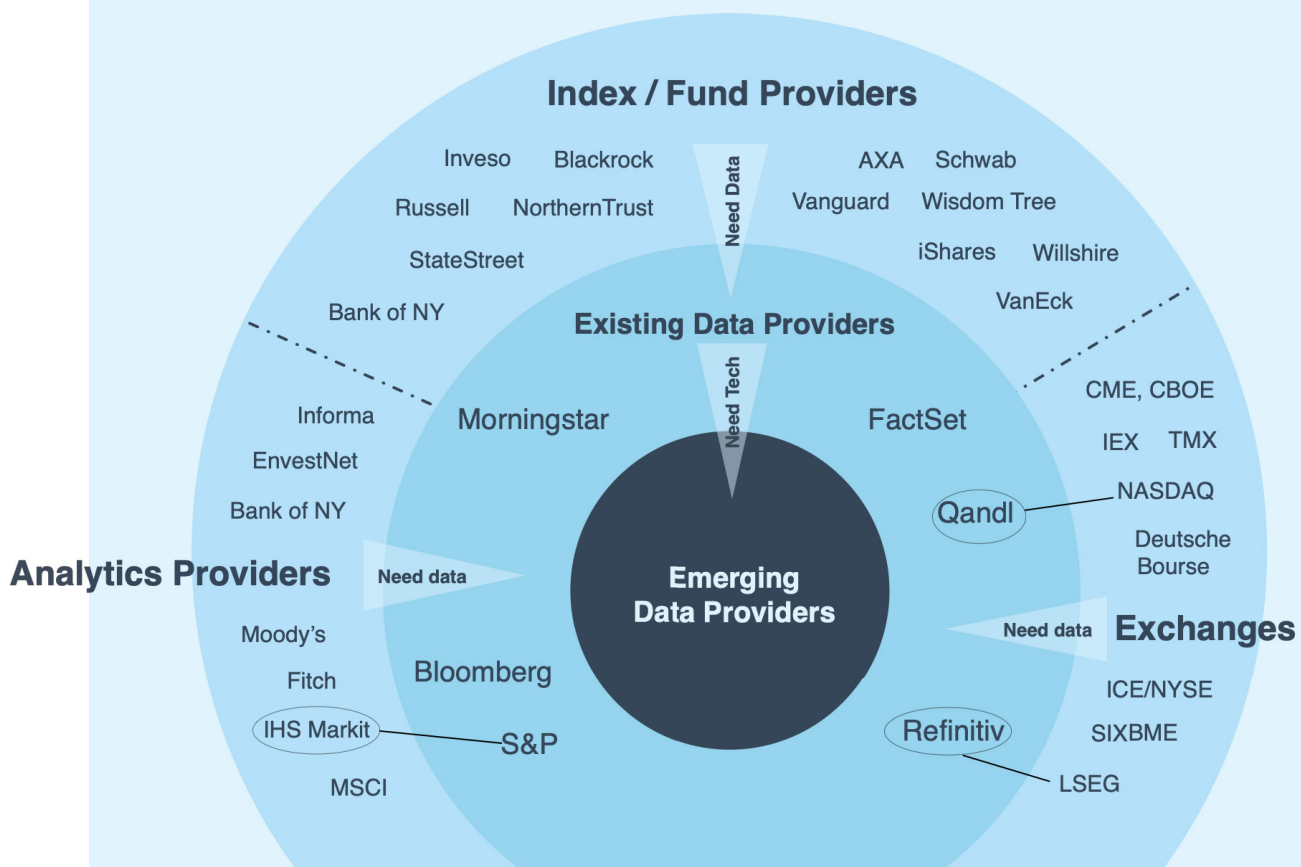 Index / Fund Providers
Inveso Blackrock
AXA Schwab
Russell NorthernTrust
Vanguard Wisdom Tree
StateStreet
iShares Willshire
Bank of NY
VanEck
Need Data
Existing Data Providers
Need Tech
Morningstar
FactSet
Qandl
Bloomberg
S&P
Refinitiv
Emerging
Data Providers
Informa
EnvestNet
Bank of NY
Analytics Providers
Need data
Moody’s
Fitch
IHS Markit
MSCI
CME, CBOE
IEX TMX
NASDAQ
Deutsche
Bourse
Need data
Exchanges
ICE/NYSE
SIXBME
LSEG